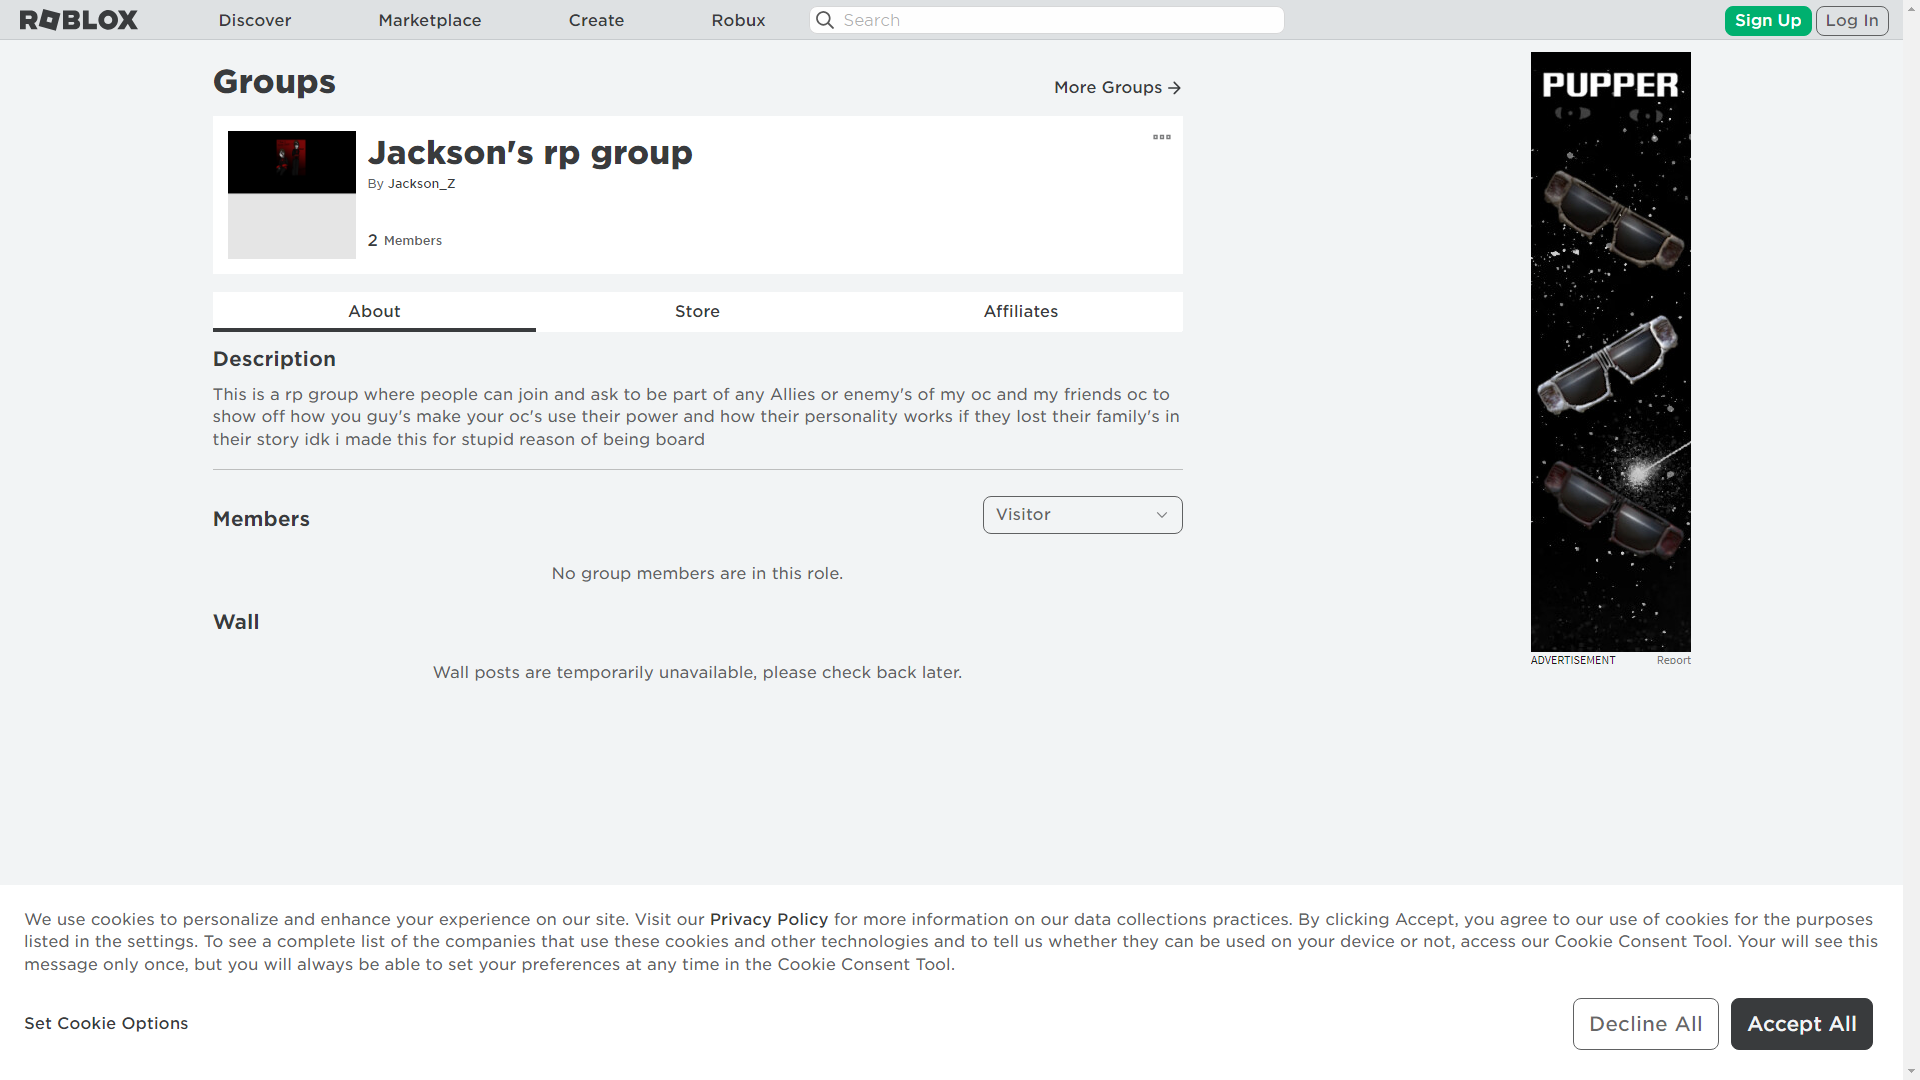 ROBLOX
Discover
Marketplace
Create
Robux
Search
Sign Up
Log In
Groups
More Groups
Jackson's rp group
By Jackson_Z
2 Members
About
Store
Affiliates
Description
This is a rp group where people can join and ask to be part of any Allies or enemy's of my oc and my friends oc to
show off how you guy's make your oc's use their power and how their personality works if they lost their family's in
their story idk i made this for stupid reason of being board
Members
Visitor
No group members are in this role.
Wall
Wall posts are temporarily unavailable, please check back later.
PUPPER
ADVERTISEMENT
Report
We use cookies to personalize and enhance your experience on our site. Visit our Privacy Policy for more information on our data collections practices. By clicking Accept, you agree to our use of cookies for the purposes
listed in the settings. To see a complete list of the companies that use these cookies and other technologies and to tell us whether they can be used on your device or not, access our Cookie Consent Tool. Your will see this
message only once, but you will always be able to set your preferences at any time in the Cookie Consent Tool.
Set Cookie Options
Decline All
Accept All